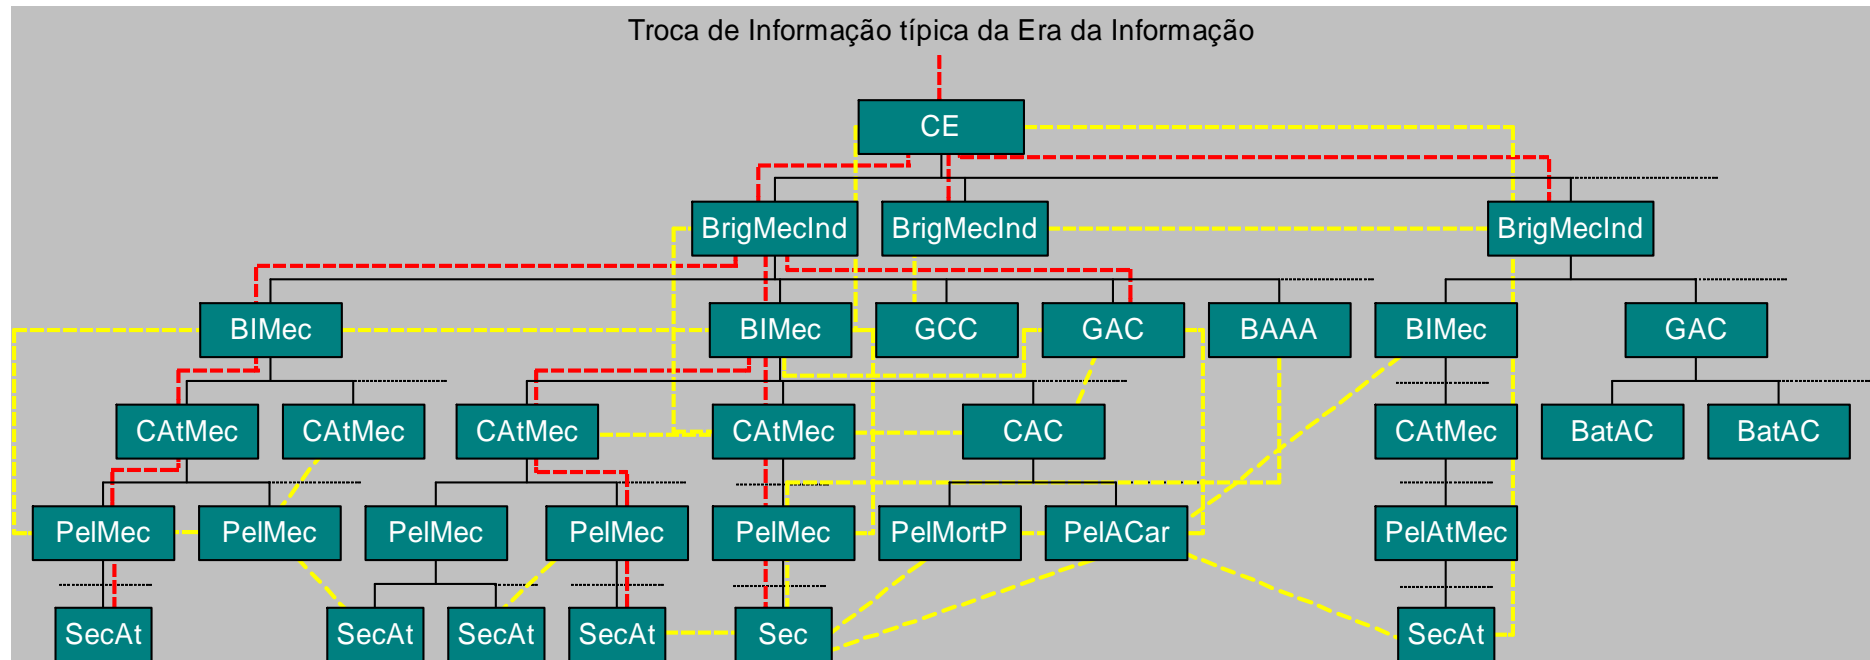 Troca de Informação típica da Era da Informação
CE
BrigMecInd BrigMecInd BrigMecInd
BIMec BIMec GCC GAC BAAA BIMec GAC
CAtMec CAtMec CAtMec CAtMec CAC CAtMec BatAC BatAC
PelMec PelMec PelMec PelMec PelMec PelMortP PelACar PelAtMec
SecAt SecAt SecAt SecAt Sec SecAt